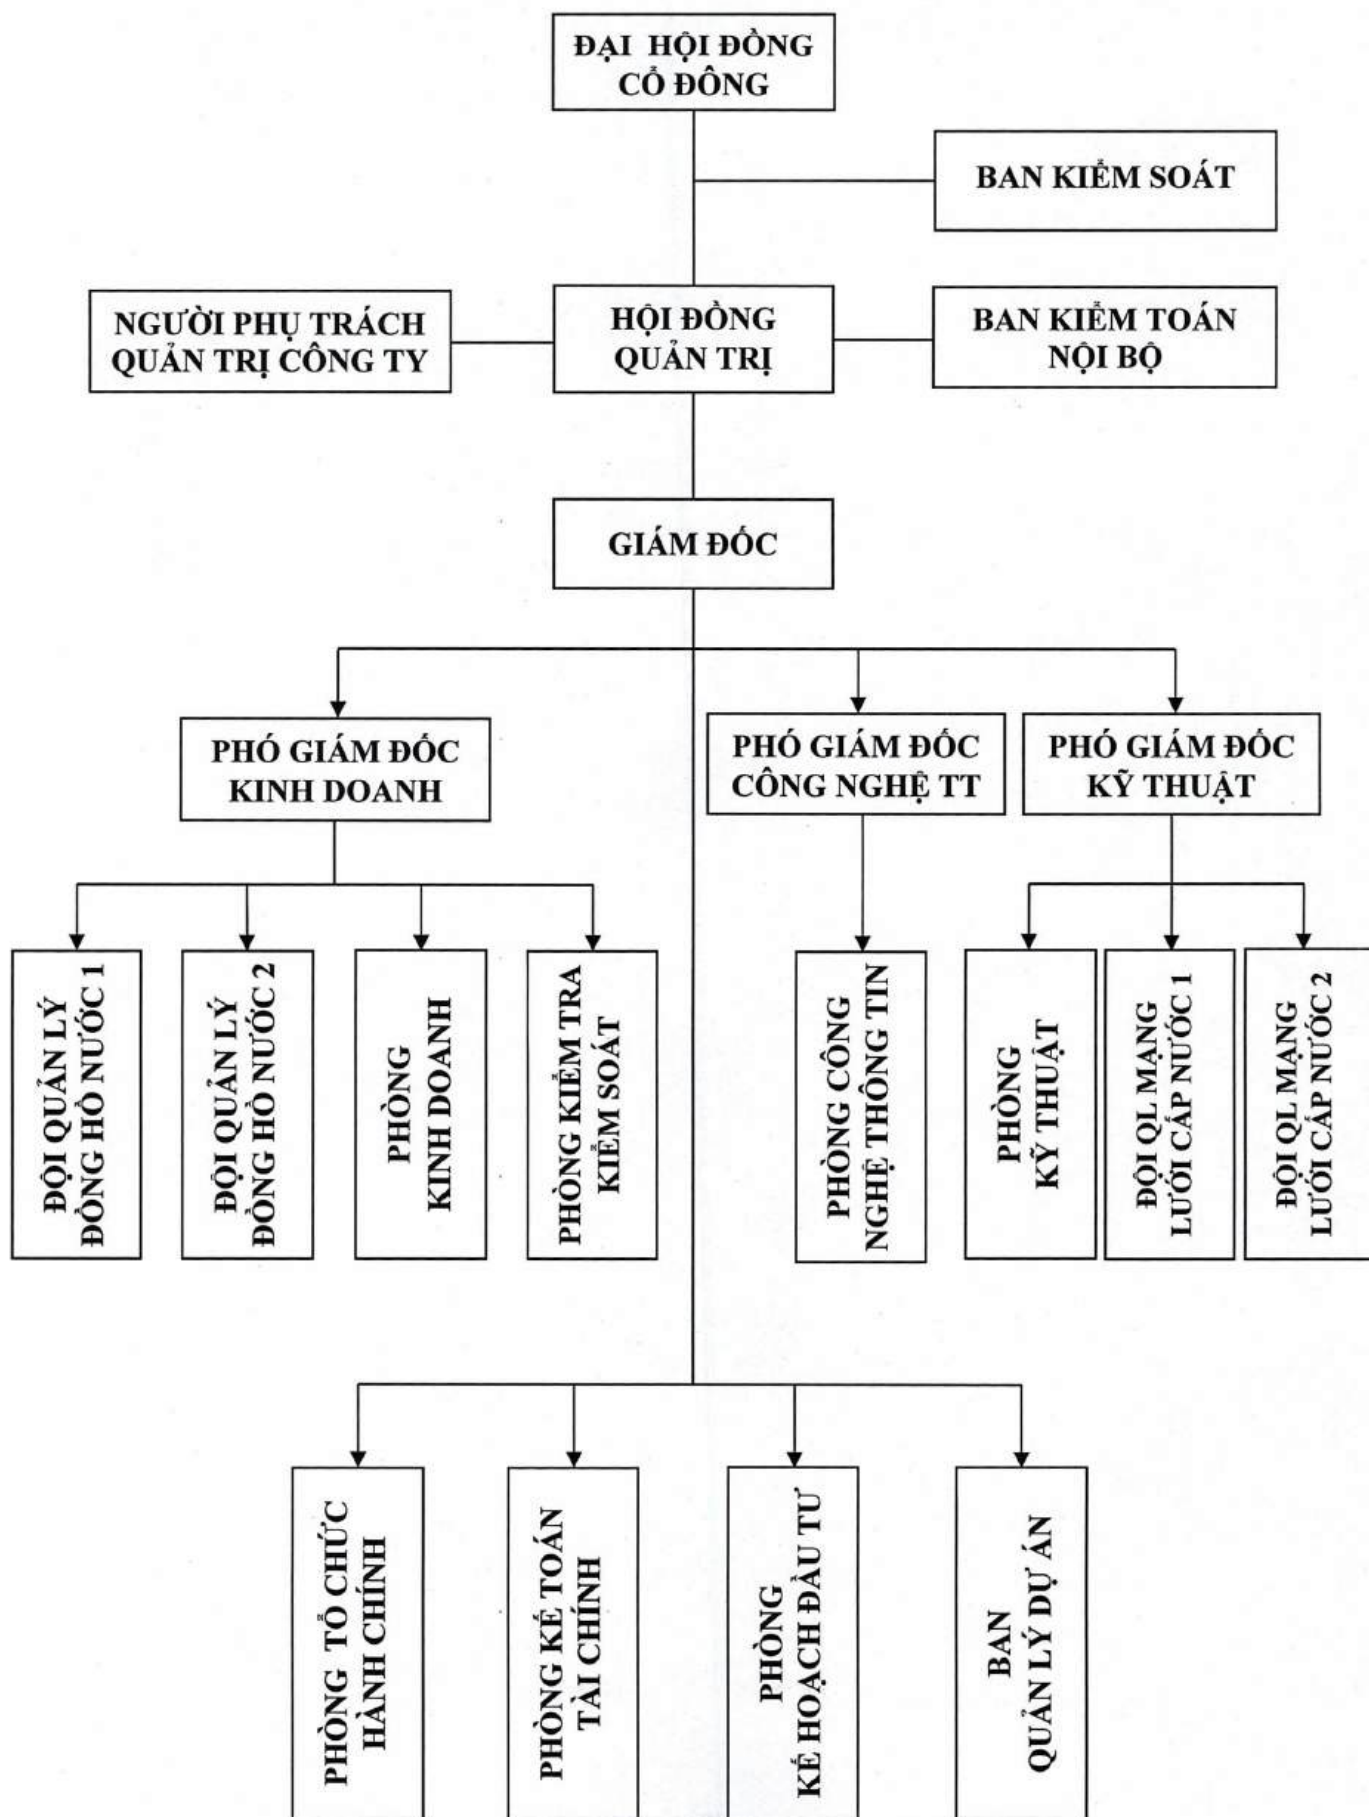 ĐẠI HỘI ĐỒNG
CỔ ĐÔNG
BAN KIỂM SOÁT
NGƯỜI PHỤ TRÁCH
QUẢN TRỊ CÔNG TY
HỘI ĐỒNG
QUẢN TRỊ
BAN KIỂM TOÁN
NỘI BỘ
GIÁM ĐỐC
PHÓ GIÁM ĐỐC
KINH DOANH
PHÓ GIÁM ĐỐC
CÔNG NGHỆ TT
PHÓ GIÁM ĐỐC
KỸ THUẬT
ĐỘI QUẢN LÝ
ĐỒNG HỒ NƯỚC 1
ĐỘI QUẢN LÝ
ĐỒNG HỒ NƯỚC 2
PHÒNG
KINH DOANH
PHÒNG KIỂM TRA
KIỂM SOÁT
PHÒNG CÔNG
NGHỆ THÔNG TIN
PHÒNG
KỸ THUẬT
ĐỘI QL MẠNG
LƯỚI CẤP NƯỚC 1
ĐỘI QL MẠNG
LƯỚI CẤP NƯỚC 2
PHÒNG TỔ CHỨC
HÀNH CHÍNH
PHÒNG KẾ TOÁN
TÀI CHÍNH
PHÒNG
KẾ HOẠCH ĐẦU TƯ
BAN
QUẢN LÝ DỰ ÁN